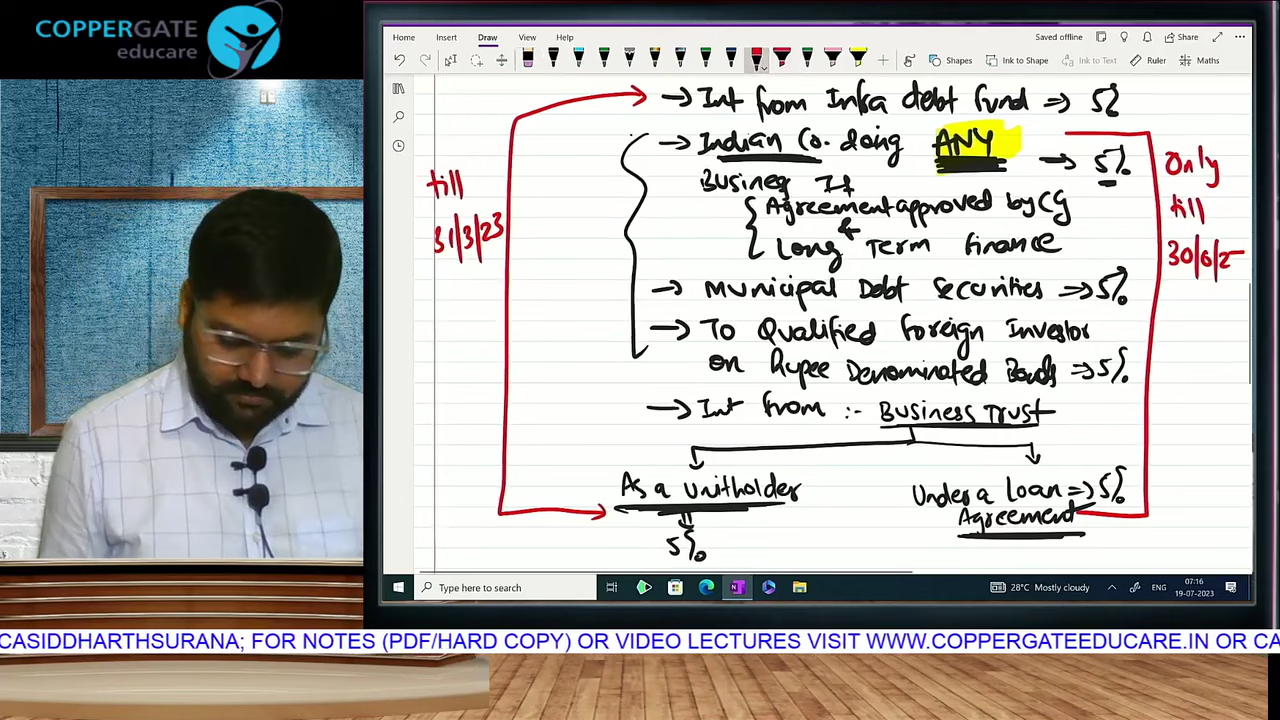 COPPERGATE
educare
Home Insert Draw View Help
Saved offline
Share
Shapes
Ink to Shape
Ink to Text
Ruler
Maths
→ Int from Infra debt fund => 5%
→ Indian Co. doing ANY → 5%
Business If
Agreement approved by CG
&
Long Term finance
→ Municipal Debt Securities => 5%
→ To Qualified Foreign Investor
on Rupee Denominated Bonds => 5%
→ Int from :- Business Trust
As a unitholder
5%
Under a loan => 5%
Agreement
till
31/3/23
Only
till
30/6/2
Type here to search
28°C Mostly cloudy
ENG
07:16
19-07-2023
CASIDDHARTHSURANA; FOR NOTES (PDF/HARD COPY) OR VIDEO LECTURES VISIT WWW.COPPERGATEEDUCARE.IN OR CA